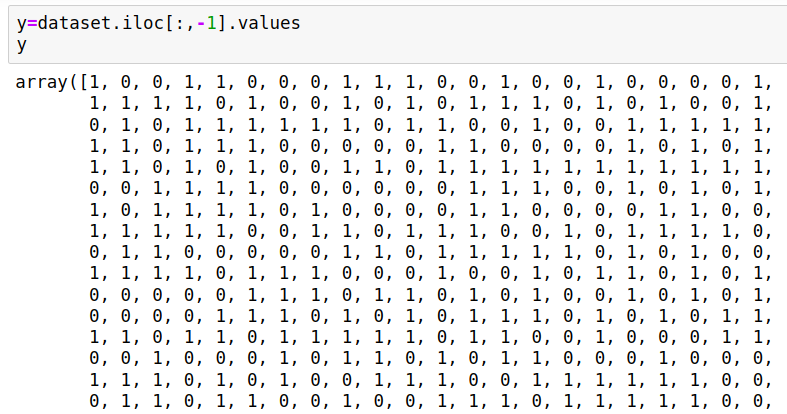 y=dataset.iloc[:,-1].values
y
array([1, 0, 0, 1, 1, 0, 0, 0, 1, 1, 1, 0, 0, 1, 0, 0, 1, 0, 0, 0, 0, 1,
1, 1, 1, 1, 0, 1, 0, 0, 1, 0, 1, 0, 1, 1, 1, 0, 1, 0, 1, 0, 0, 1,
0, 1, 0, 1, 1, 1, 1, 1, 1, 0, 1, 1, 0, 0, 1, 0, 0, 1, 1, 1, 1, 1,
1, 1, 0, 1, 1, 1, 0, 0, 0, 0, 0, 1, 1, 0, 0, 0, 0, 1, 0, 1, 0, 1,
1, 1, 0, 1, 0, 1, 0, 0, 1, 1, 0, 1, 1, 1, 1, 1, 1, 1, 1, 1, 1, 1,
0, 0, 1, 1, 1, 1, 0, 0, 0, 0, 0, 0, 1, 1, 1, 0, 0, 1, 0, 1, 0, 1,
1, 0, 1, 1, 1, 1, 0, 1, 0, 0, 0, 0, 1, 1, 0, 0, 0, 0, 1, 1, 0, 0,
1, 1, 1, 1, 1, 0, 0, 1, 1, 0, 1, 1, 1, 0, 0, 1, 0, 1, 1, 1, 1, 0,
0, 1, 1, 0, 0, 0, 0, 0, 1, 1, 0, 1, 1, 1, 1, 1, 0, 1, 0, 1, 0, 0,
1, 1, 1, 1, 0, 1, 1, 1, 0, 0, 0, 1, 0, 0, 1, 0, 1, 1, 0, 1, 0, 1,
0, 0, 0, 0, 0, 1, 1, 1, 0, 1, 1, 0, 1, 0, 1, 0, 0, 1, 0, 1, 0, 1,
0, 0, 0, 0, 1, 1, 1, 0, 1, 0, 1, 0, 1, 1, 1, 0, 1, 0, 1, 0, 1, 1,
1, 1, 0, 1, 1, 0, 1, 1, 1, 1, 1, 0, 1, 1, 0, 0, 1, 0, 0, 0, 1, 1,
0, 0, 1, 0, 0, 0, 1, 0, 1, 1, 0, 1, 0, 1, 1, 0, 0, 0, 1, 0, 0, 0,
1, 1, 1, 0, 1, 0, 1, 0, 0, 1, 1, 1, 0, 0, 1, 1, 1, 1, 1, 1, 0, 0,
0, 1, 1, 0, 1, 1, 0, 0, 1, 0, 0, 1, 1, 1, 0, 1, 1, 1, 1, 1, 0, 0,